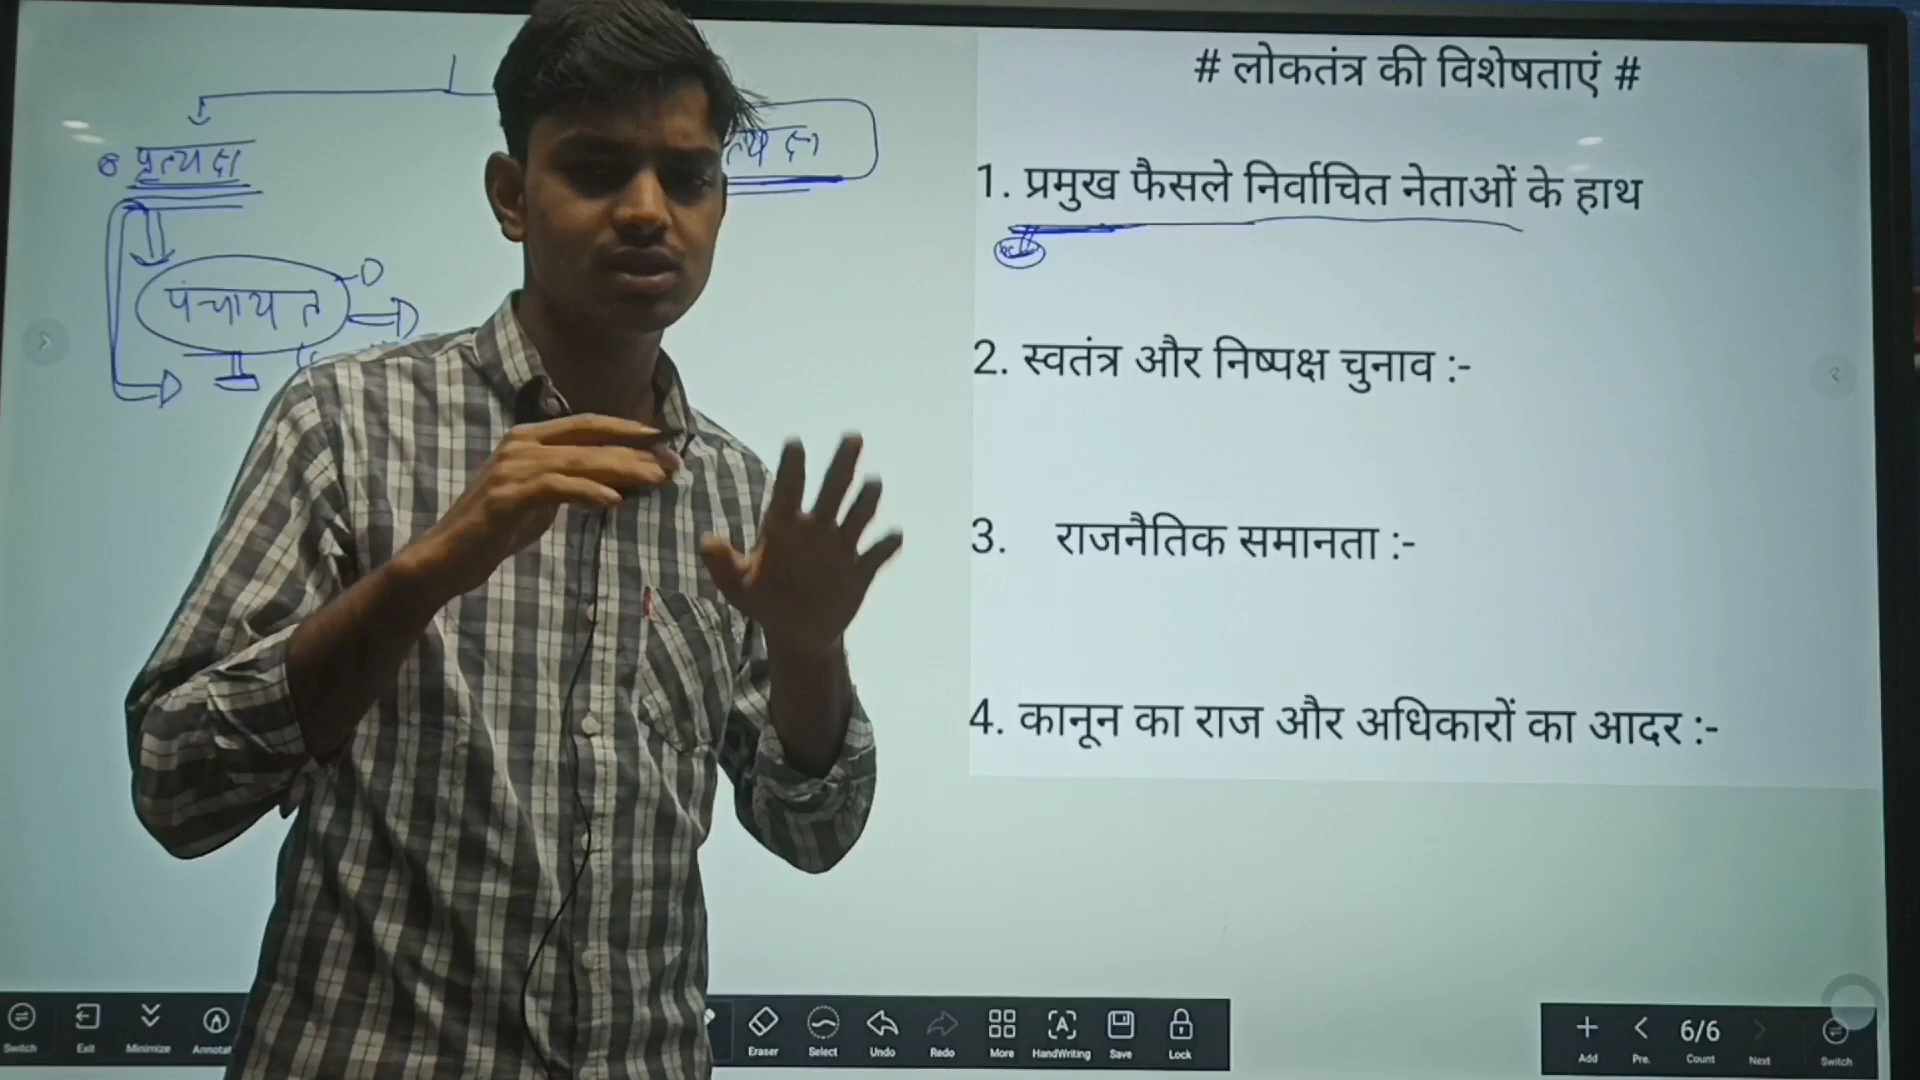 # लोकतंत्र की विशेषताएं #
प्रत्यक्ष
पंचायत
1. प्रमुख फैसले निर्वाचित नेताओं के हाथ
2. स्वतंत्र और निष्पक्ष चुनाव :-
3. राजनैतिक समानता :-
4. कानून का राज और अधिकारों का आदर :-
Switch
Exit
Minimize
Eraser
Select
Undo
Redo
More
HandWriting
Save
Lock
Add
Pre.
6/6
Count
Next
Switch